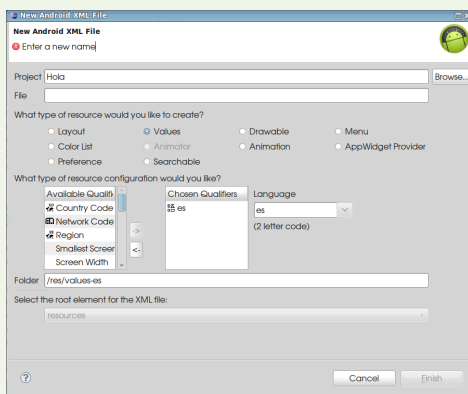 New Android XML File
New Android XML File
Enter a new name
Project Hola Browse...
File
What type of resource would you like to create?
Layout Values Drawable Menu
Color List Animator Animation AppWidget Provider
Preference Searchable
What type of resource configuration would you like?
Available Qualifi Chosen Qualifiers Language
Country Code es es
Network Code (2 letter code)
Region ->
Smallest Screen <-
Screen Width
Folder /res/values-es
Select the root element for the XML file:
resources
? Cancel Finish